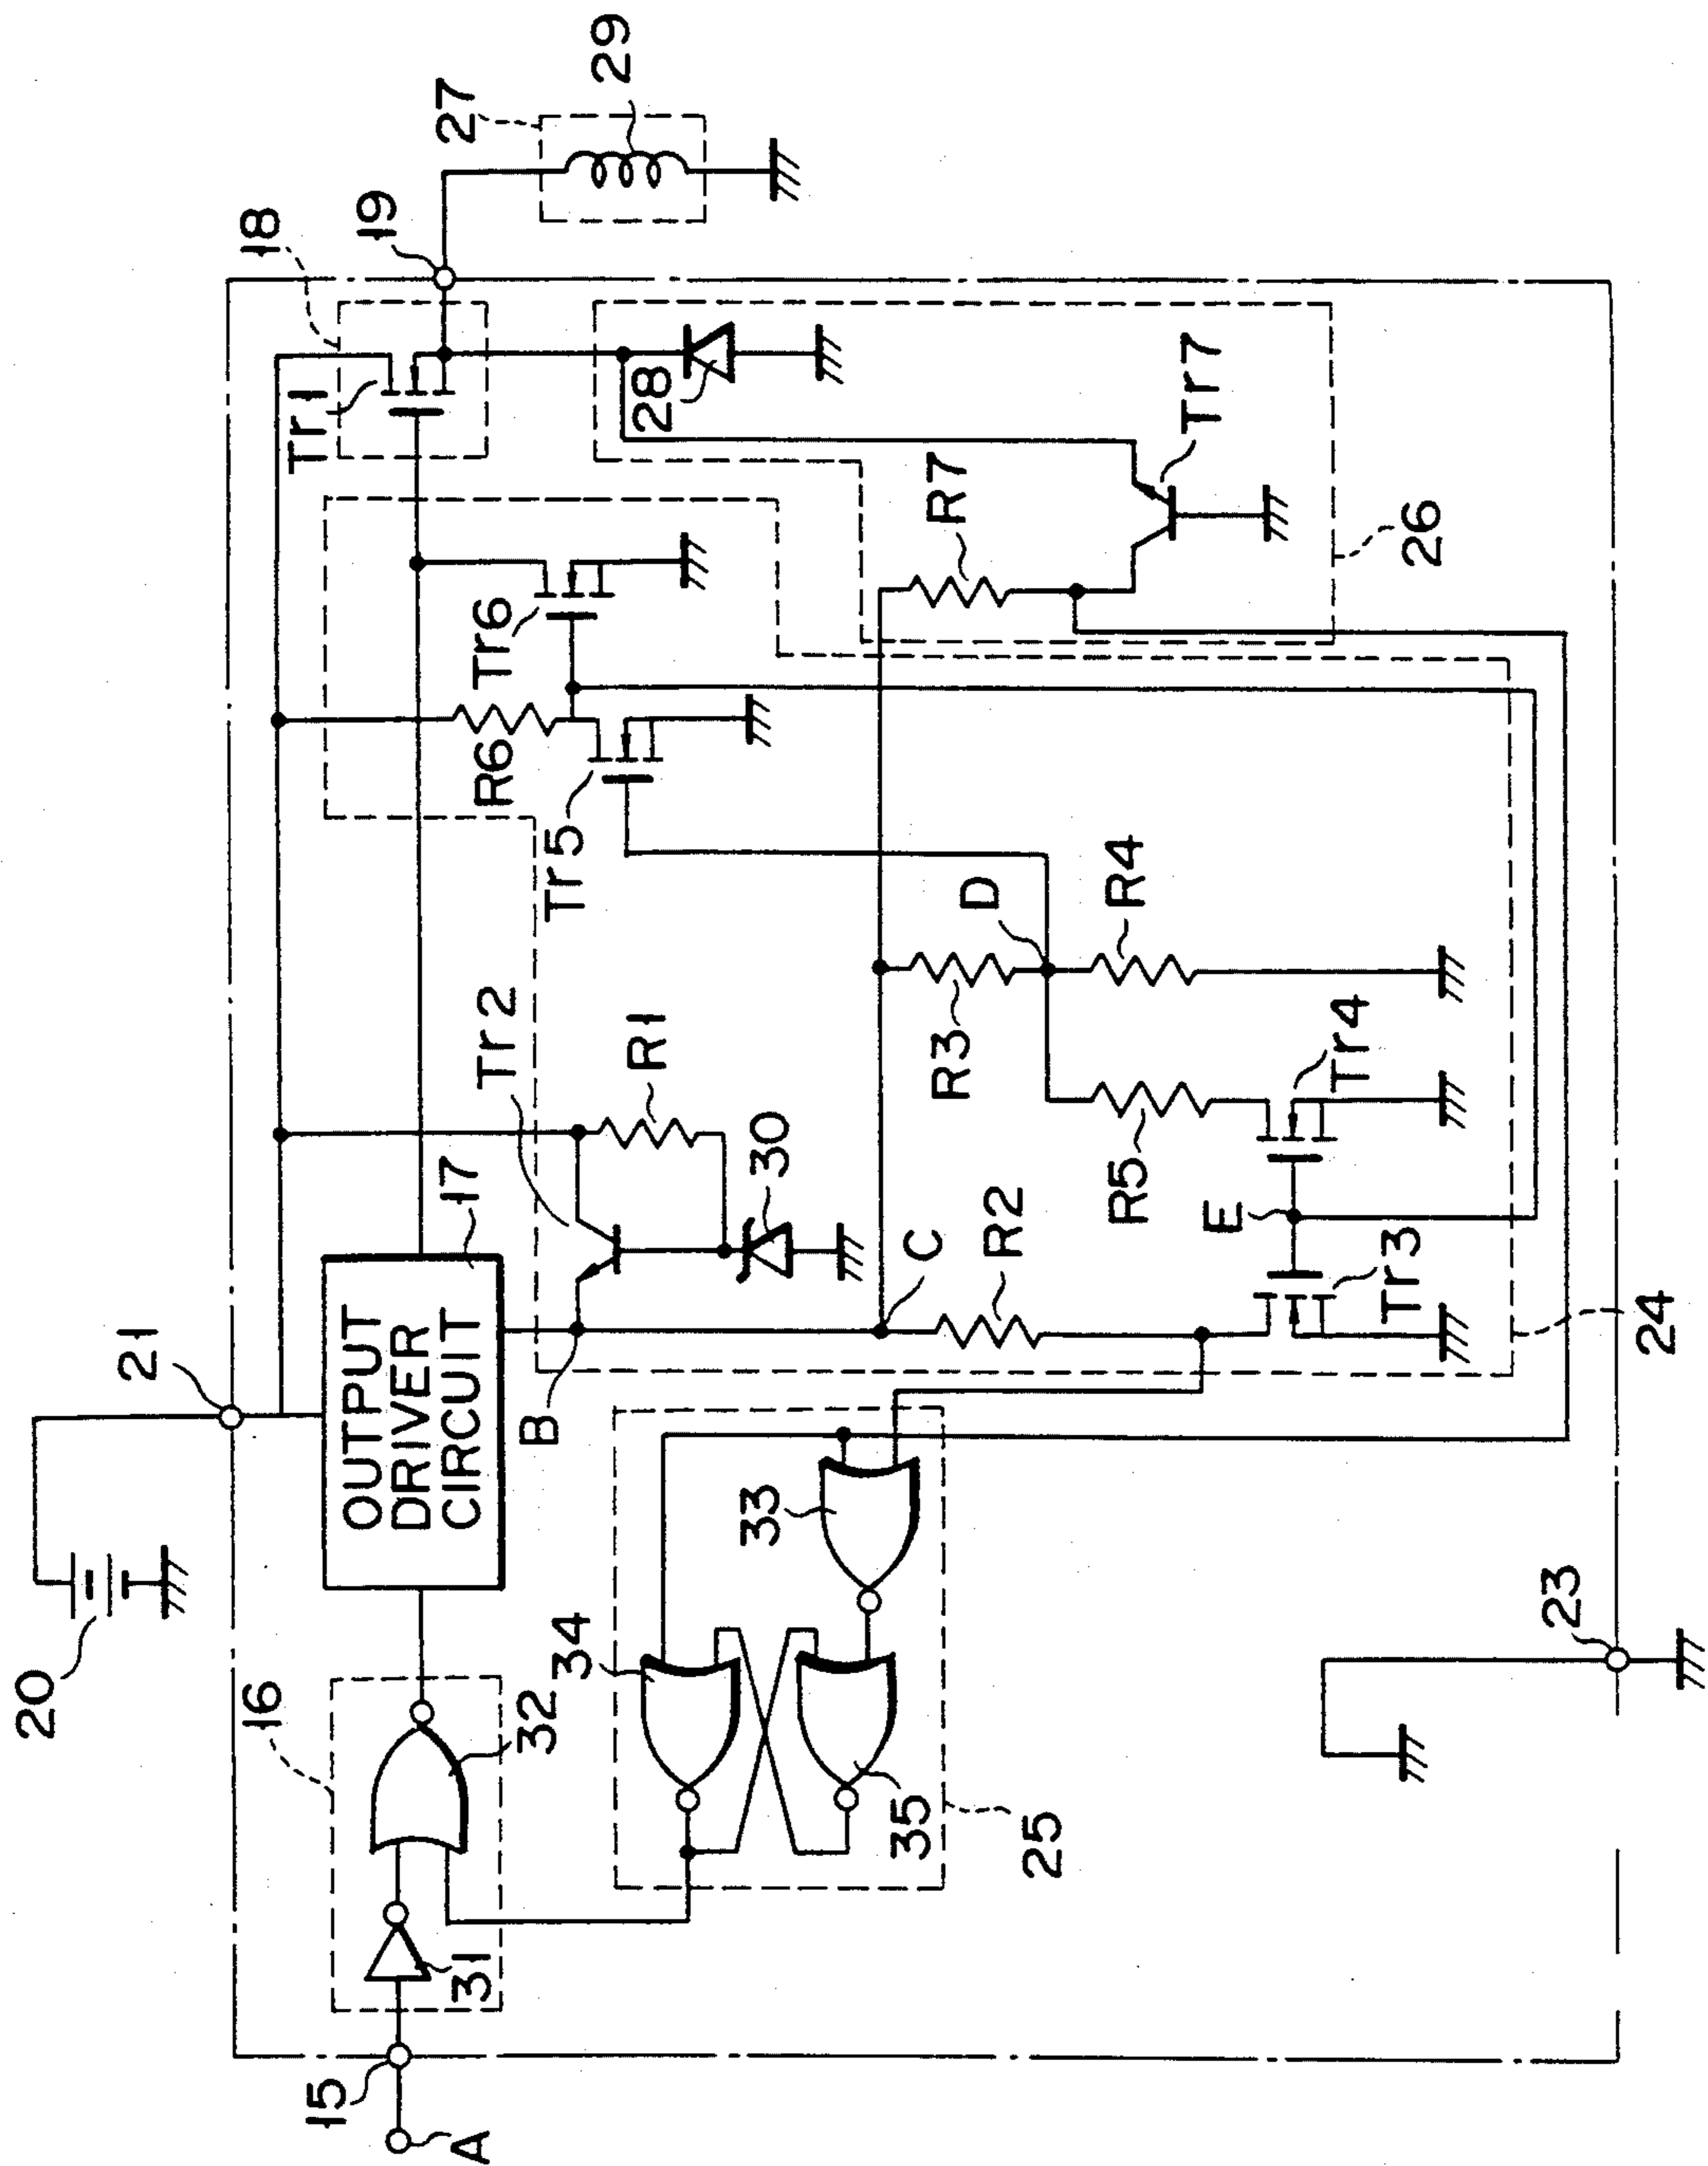 20
21
18
19
27
29
Tr1
28
Tr7
R7
26
Tr6
R6
Tr5
Tr2
R1
30
17
OUTPUT
DRIVER
CIRCUIT
B
C
D
R3
R4
R2
R5
Tr4
E
Tr3
24
16
32
31
34
33
35
25
15
A
23